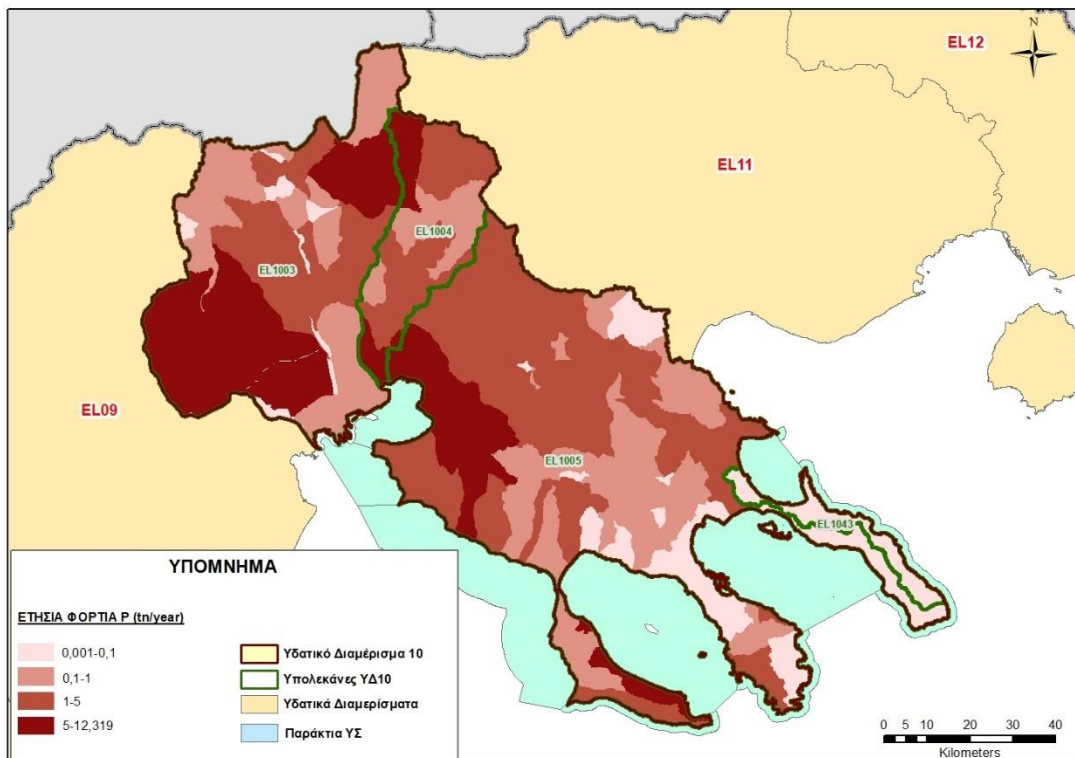 EL12
N
EL11
EL1004
EL1003
EL09
EL1005
EL1043
ΥΠΟΜΝΗΜΑ
ΕΤΗΣΙΑ ΦΟΡΤΙΑ P (tn/year)
0,001-0,1
0,1-1
1-5
5-12,319
Υδατικό Διαμέρισμα 10
Υπολεκάνες ΥΔ10
Υδατικά Διαμερίσματα
Παράκτια ΥΣ
0 5 10 20 30 40
Kilometers